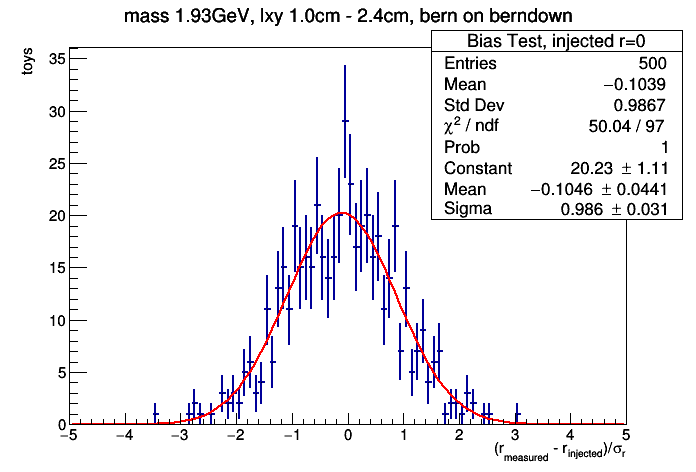 mass 1.93GeV, lxy 1.0cm - 2.4cm, bern on berndown
Bias Test, injected r=0
Entries 500
Mean −0.1039
Std Dev 0.9867
χ² / ndf 50.04 / 97
Prob 1
Constant 20.23 ± 1.11
Mean −0.1046 ± 0.0441
Sigma 0.986 ± 0.031
toys
35
30
25
20
15
10
5
0
−5 −4 −3 −2 −1 0 1 2 3 4 5
(r_measured - r_injected)/σ_r